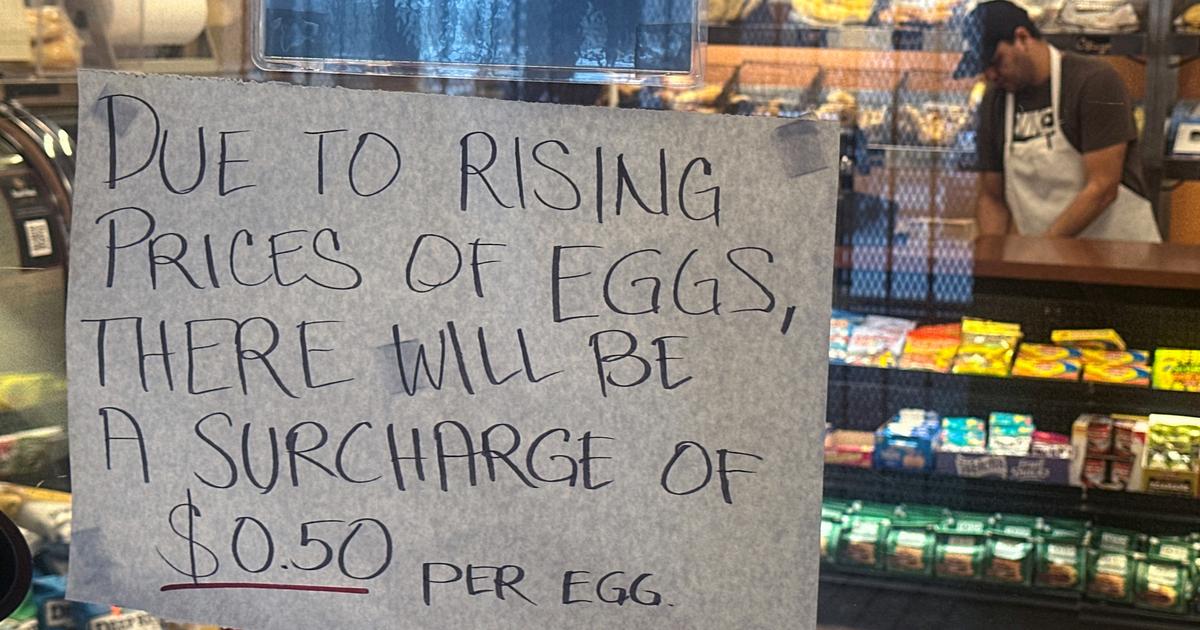 DUE TO RISING
PRICES OF EGGS,
THERE WILL BE
A SURCHARGE OF
$0.50 PER EGG.